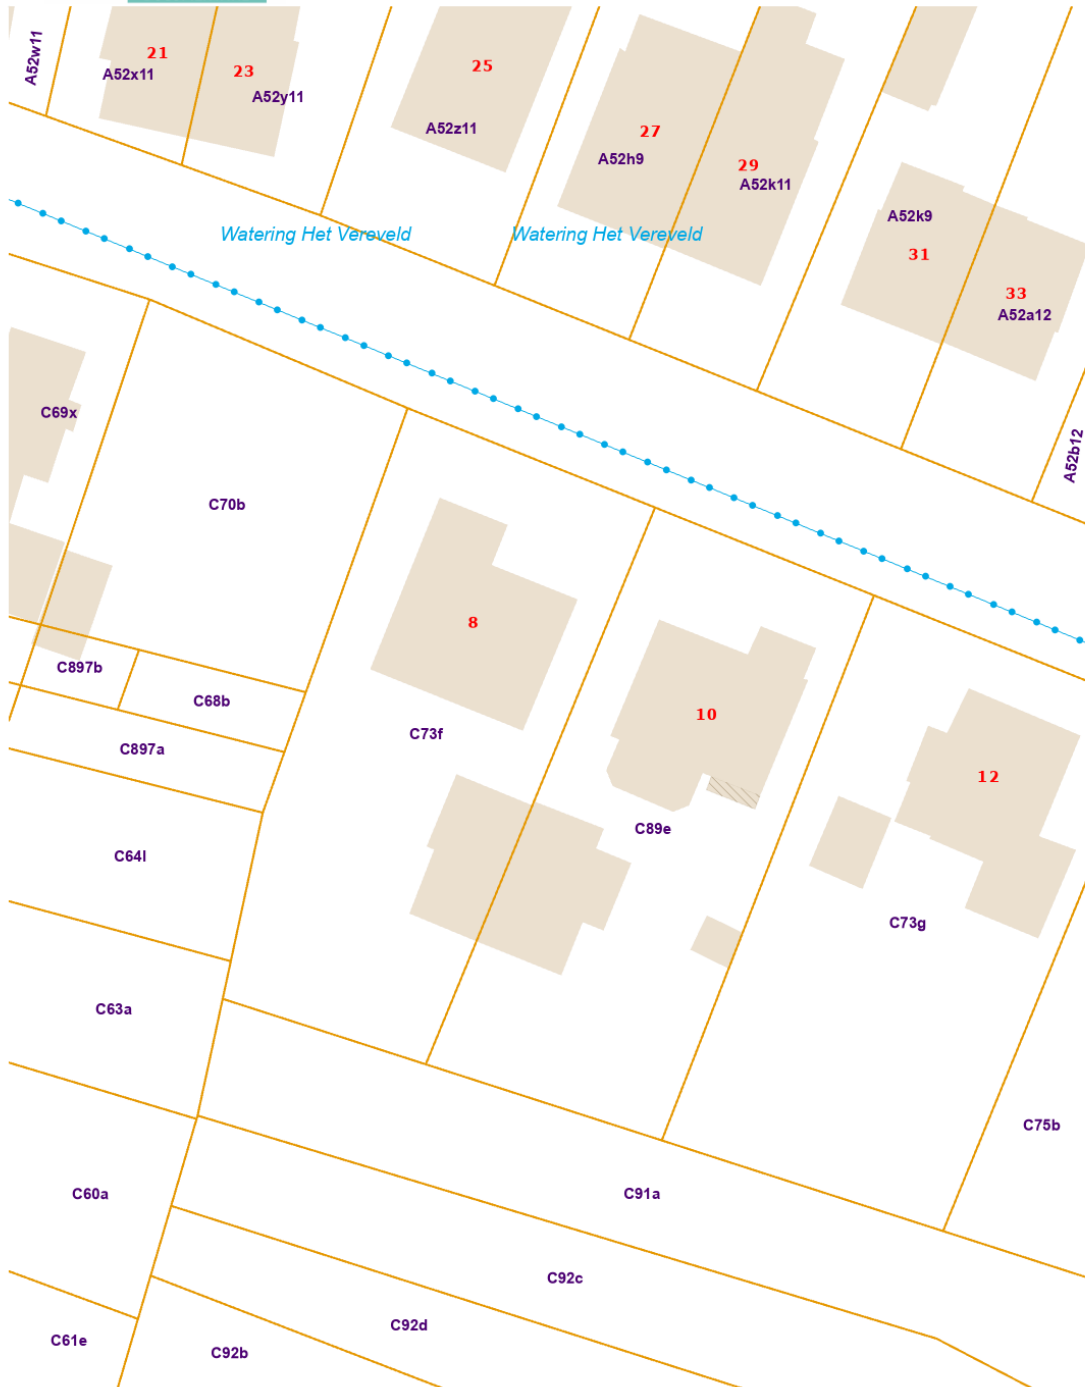 A52w11
21
A52x11
23
A52y11
25
A52z11
27
A52h9
29
A52k11
A52k9
31
33
A52a12
Watering Het Vereveld
Watering Het Vereveld
A52b12
C69x
C70b
8
C897b
C68b
C73f
10
C897a
12
C89e
C64l
C73g
C63a
C75b
C60a
C91a
C92c
C92d
C61e
C92b